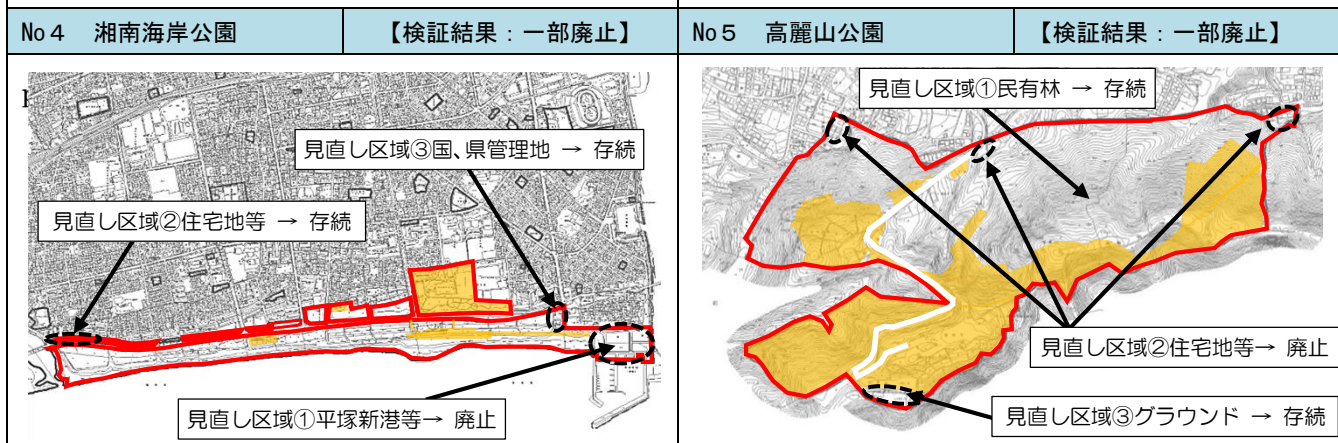 No4 湘南海岸公園 【検証結果：一部廃止】
見直し区域③国、県管理地 → 存続
見直し区域②住宅地等 → 存続
見直し区域①平塚新港等→ 廃止
No5 高麗山公園 【検証結果：一部廃止】
見直し区域①民有林 → 存続
見直し区域②住宅地等→ 廃止
見直し区域③グラウンド → 存続